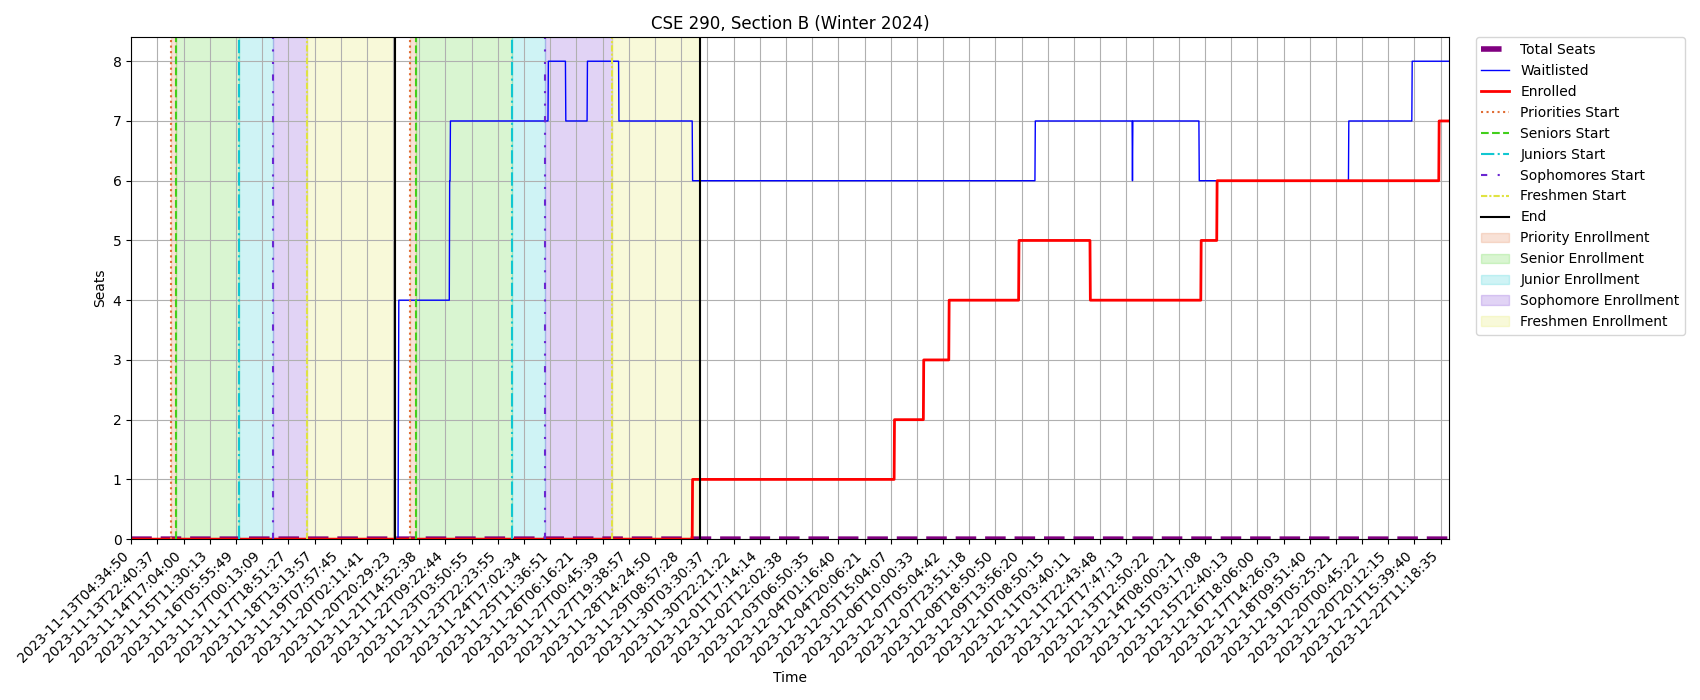 CSE 290, Section B (Winter 2024)
Seats
8
7
6
5
4
3
2
1
0
2023-11-13T04:34:50
2023-11-13T22:40:37
2023-11-14T17:04:00
2023-11-15T11:30:13
2023-11-16T05:55:49
2023-11-17T00:13:09
2023-11-17T18:51:27
2023-11-18T13:13:57
2023-11-19T07:57:45
2023-11-20T02:11:41
2023-11-20T20:29:23
2023-11-21T14:52:38
2023-11-22T09:22:44
2023-11-23T03:50:55
2023-11-23T22:23:55
2023-11-24T17:02:34
2023-11-25T11:36:51
2023-11-26T06:16:21
2023-11-27T00:45:39
2023-11-27T19:38:57
2023-11-28T14:24:50
2023-11-29T08:57:28
2023-11-30T03:30:37
2023-11-30T22:21:22
2023-12-01T17:14:14
2023-12-02T12:02:38
2023-12-03T06:50:35
2023-12-04T01:16:40
2023-12-04T20:06:21
2023-12-05T15:04:07
2023-12-06T10:00:33
2023-12-07T05:04:42
2023-12-07T23:51:18
2023-12-08T18:50:50
2023-12-09T13:56:20
2023-12-10T08:50:15
2023-12-11T03:40:11
2023-12-11T22:43:48
2023-12-12T17:47:13
2023-12-13T12:50:22
2023-12-14T08:00:21
2023-12-15T03:17:08
2023-12-15T22:40:13
2023-12-16T18:06:00
2023-12-17T14:26:03
2023-12-18T09:51:40
2023-12-19T05:25:21
2023-12-20T00:45:22
2023-12-20T20:12:15
2023-12-21T15:39:40
2023-12-22T11:18:35
Time
Total Seats
Waitlisted
Enrolled
Priorities Start
Seniors Start
Juniors Start
Sophomores Start
Freshmen Start
End
Priority Enrollment
Senior Enrollment
Junior Enrollment
Sophomore Enrollment
Freshmen Enrollment